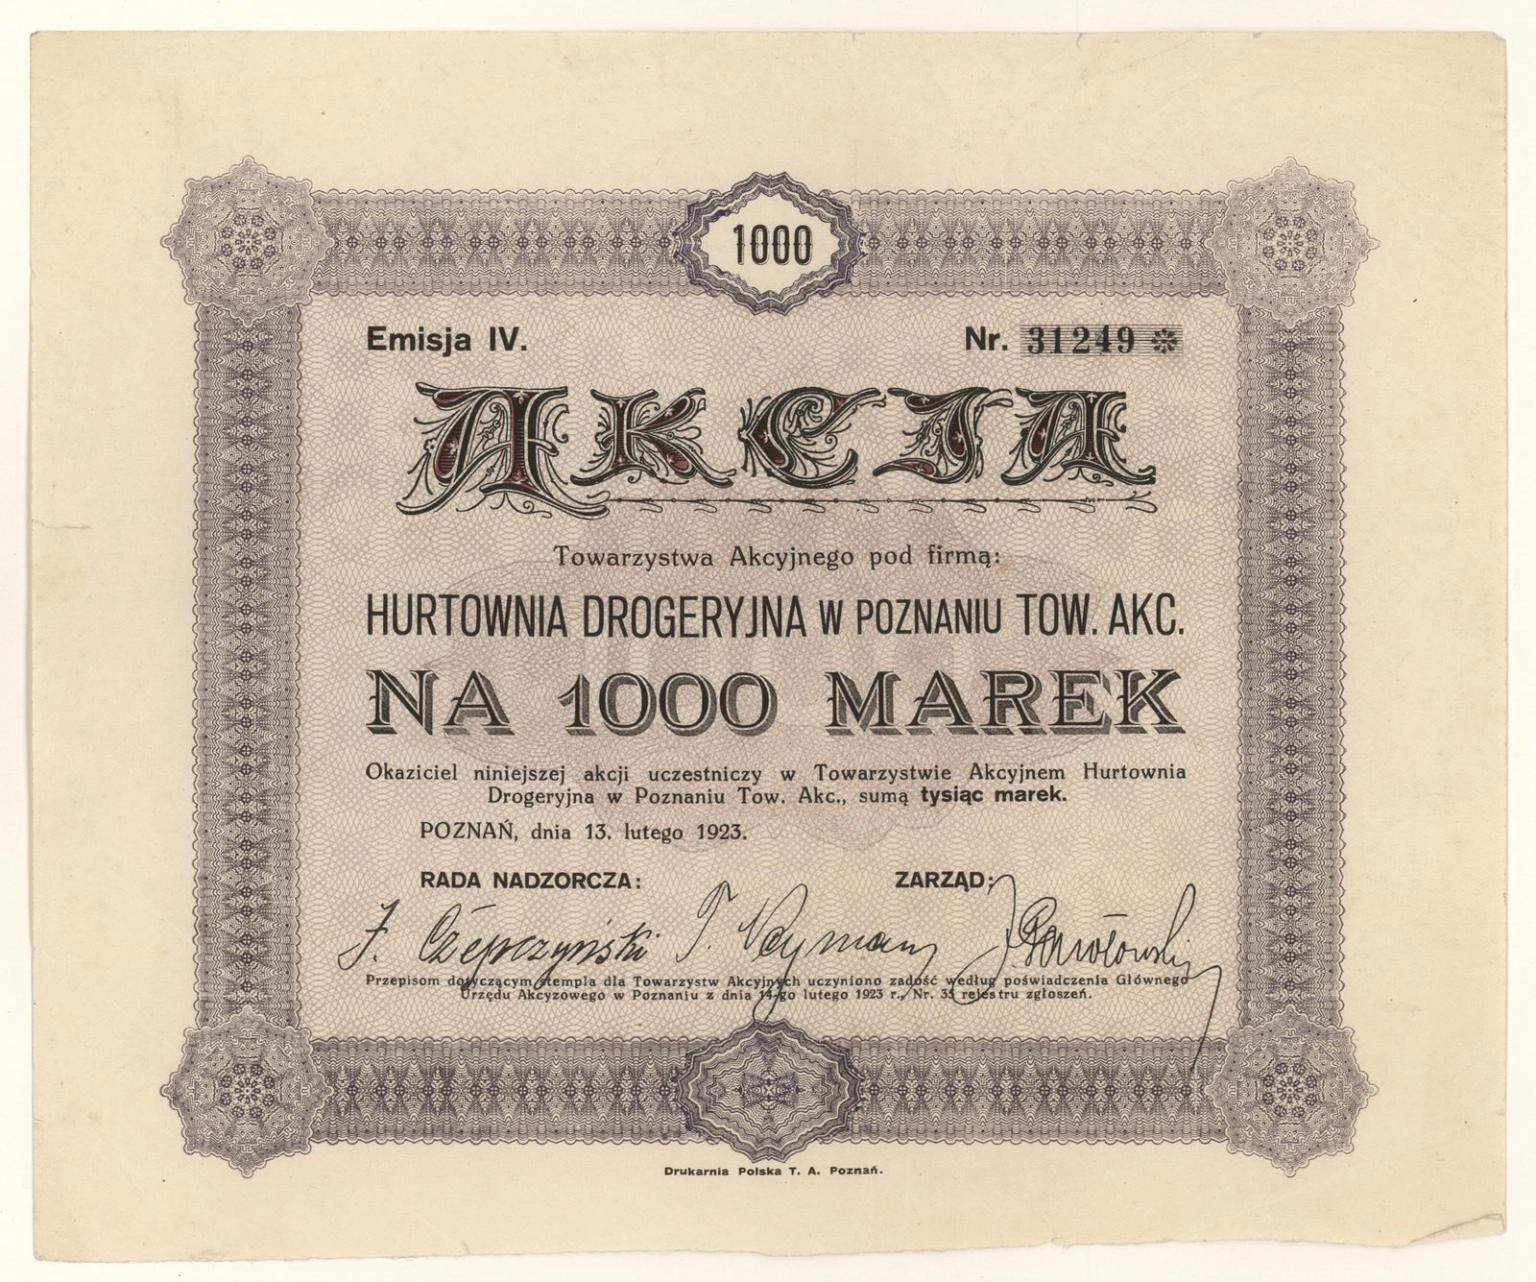 1000
Emisja IV. Nr. 31249
AKCJA
Towarzystwa Akcyjnego pod firmą:
HURTOWNIA DROGERYJNA W POZNANIU TOW. AKC.
NA 1000 MAREK
Okaziciel niniejszej akcji uczestniczy w Towarzystwie Akcyjnem Hurtownia
Drogeryjna w Poznaniu Tow. Akc., sumą tysiąc marek.
POZNAŃ, dnia 13. lutego 1923.
RADA NADZORCZA: ZARZĄD:
Przepisom dotyczącym stempla dla Towarzystw Akcyjnych uczyniono zadość według poświadczenia Głównego
Urzędu Akcyzowego w Poznaniu z dnia 14-go lutego 1923 r., Nr. 35 rejestru zgłoszeń.
Drukarnia Polska T. A. Poznań.